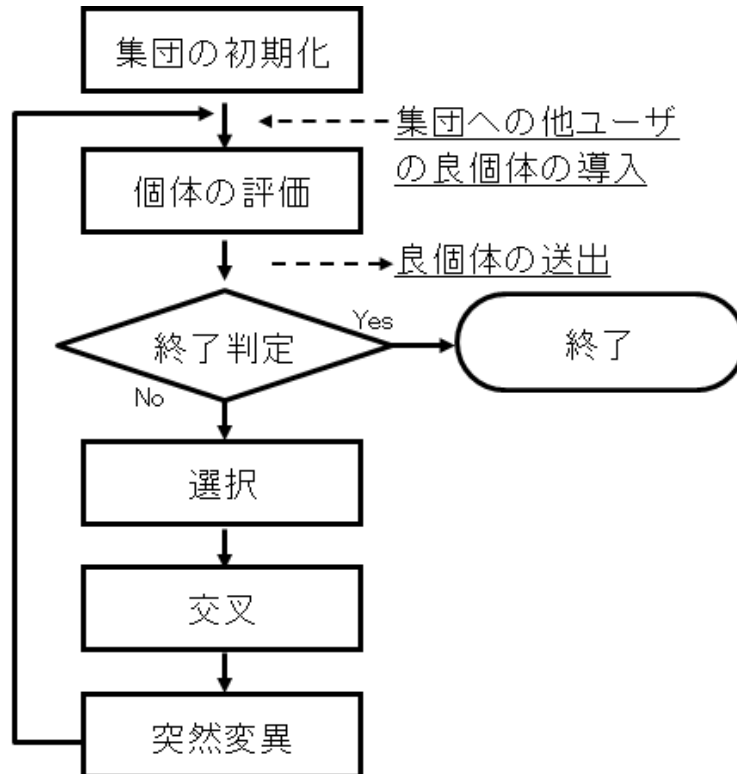 集団の初期化
集団への他ユーザ
の良個体の導入
個体の評価
良個体の送出
終了判定
Yes
終了
No
選択
交叉
突然変異